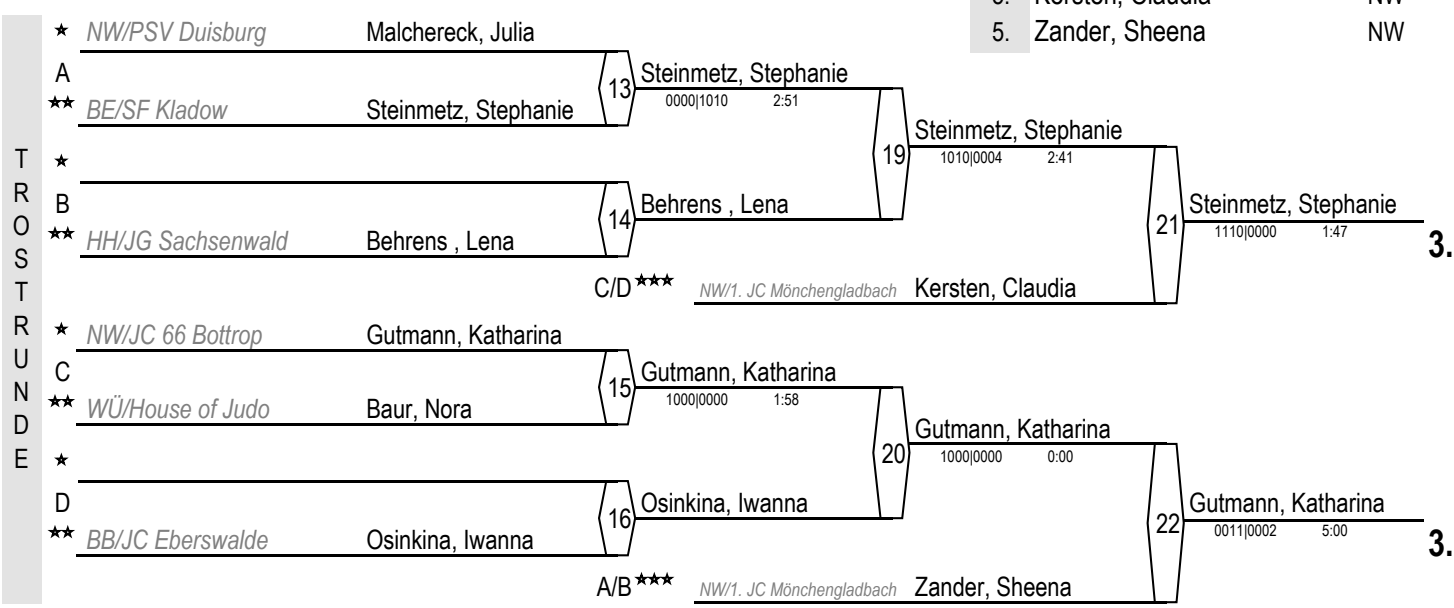 5. Kersten, Claudia NW
5. Zander, Sheena NW
TROSTRUNDE
NW/PSV Duisburg Malchereck, Julia
A
13 Steinmetz, Stephanie
0000|1010 2:51
BE/SF Kladow Steinmetz, Stephanie
19 Steinmetz, Stephanie
1010|0004 2:41
B
14 Behrens , Lena
HH/JG Sachsenwald Behrens , Lena
21 Steinmetz, Stephanie
1110|0000 1:47
3.
C/D NW/1. JC Mönchengladbach Kersten, Claudia
NW/JC 66 Bottrop Gutmann, Katharina
C
15 Gutmann, Katharina
1000|0000 1:58
WÜ/House of Judo Baur, Nora
20 Gutmann, Katharina
1000|0000 0:00
D
16 Osinkina, Iwanna
BB/JC Eberswalde Osinkina, Iwanna
22 Gutmann, Katharina
0011|0002 5:00
3.
A/B NW/1. JC Mönchengladbach Zander, Sheena